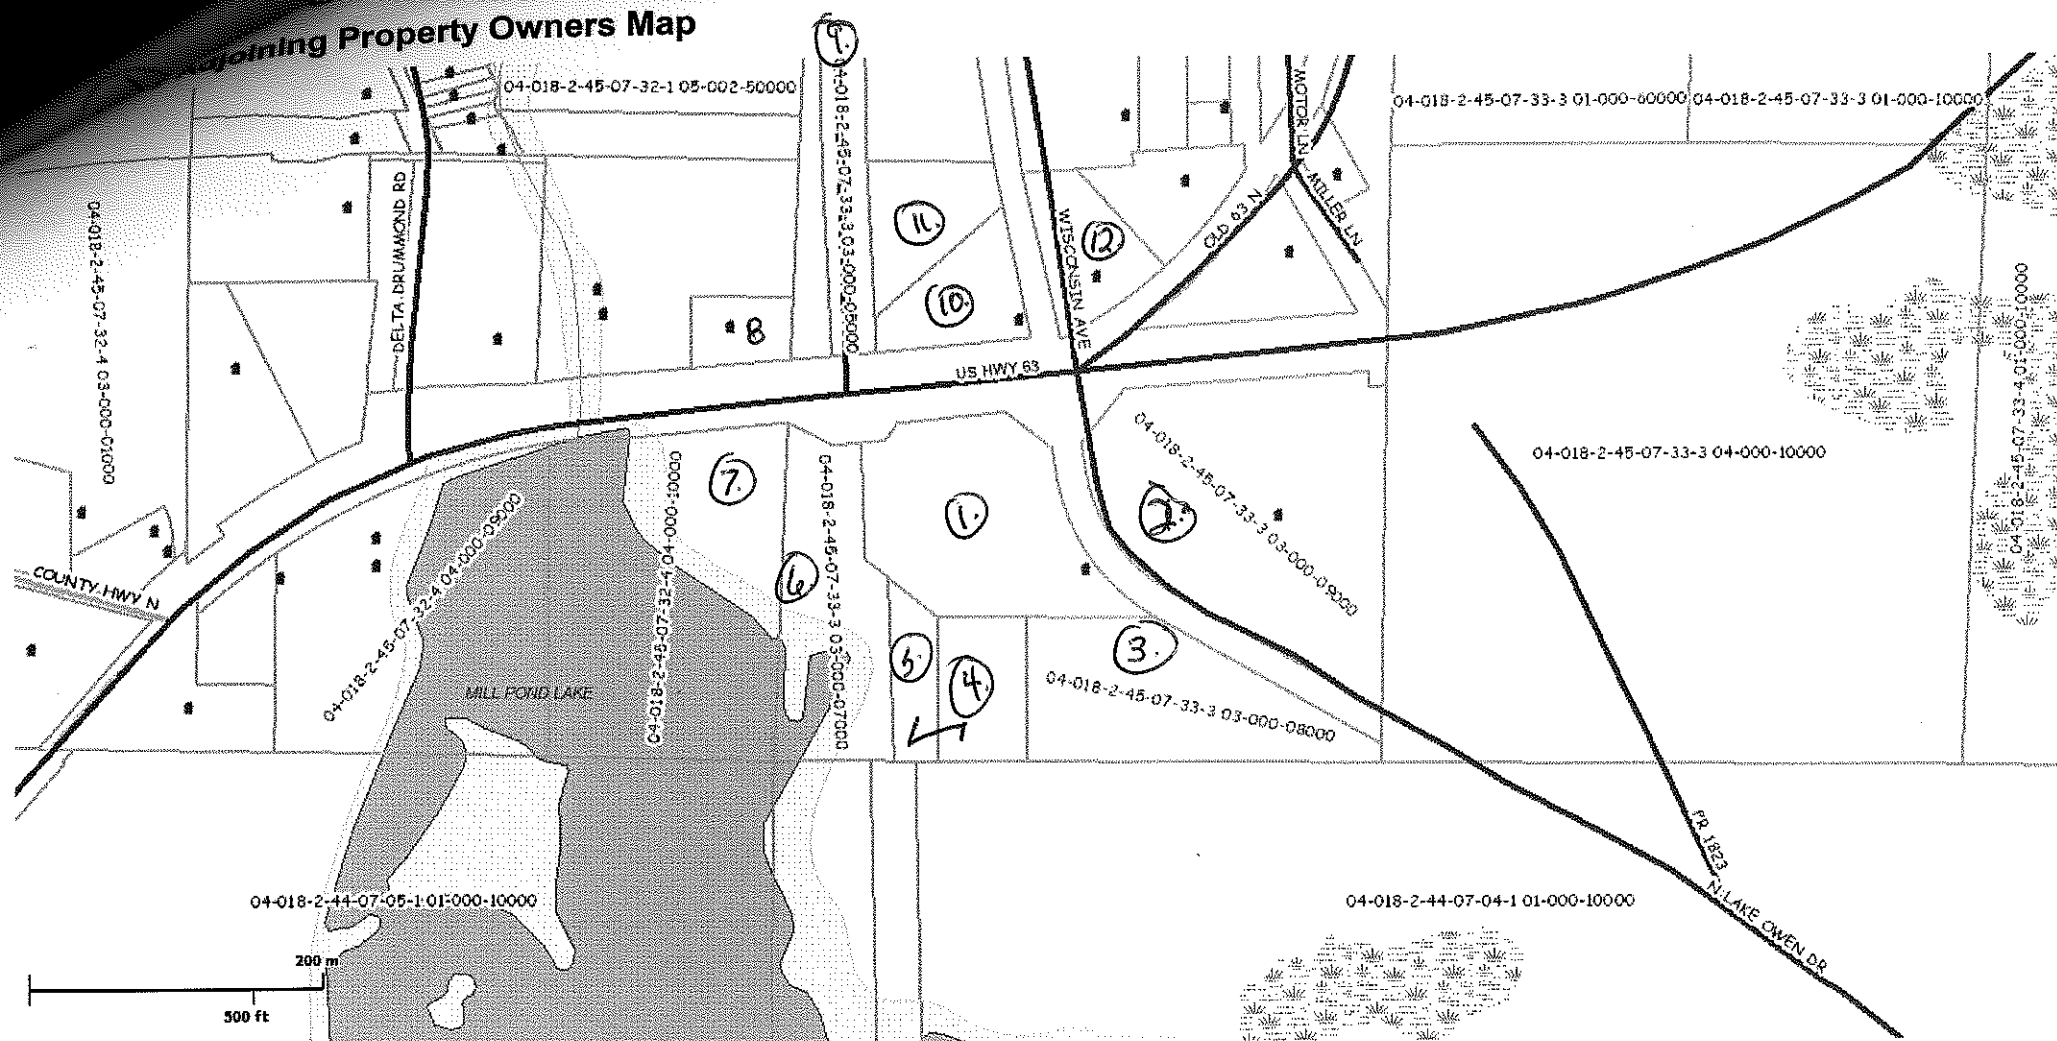 Adjoining Property Owners Map
9.
04-018-2-45-07-32-1 05-002-50000
04-018-2-45-07-33-3 03-000-05000
MOTOR LN
04-018-2-45-07-33-3 01-000-60000
04-018-2-45-07-33-3 01-000-10000
04-018-2-45-07-32-4 03-000-01000
DELTA DRUMMOND RD
11.
WISCONSIN AVE
12
OLD 63 N
MILLER LN
10.
8
US HWY 63
04-018-2-45-07-33-4 01-000-10000
04-018-2-45-07-33-3 04-000-10000
04-018-2-45-07-32-4 04-000-09000
04-018-2-45-07-32-4 04-000-10000
7.
04-018-2-45-07-33-3 03-000-07000
1.
2.
04-018-2-45-07-33-3 03-000-09000
COUNTY HWY N
6.
5.
4.
3.
04-018-2-45-07-33-3 03-000-08000
MILL POND LAKE
FR 1823
N LAKE OWEN DR
04-018-2-44-07-05-1 01-000-10000
04-018-2-44-07-04-1 01-000-10000
200 m
500 ft